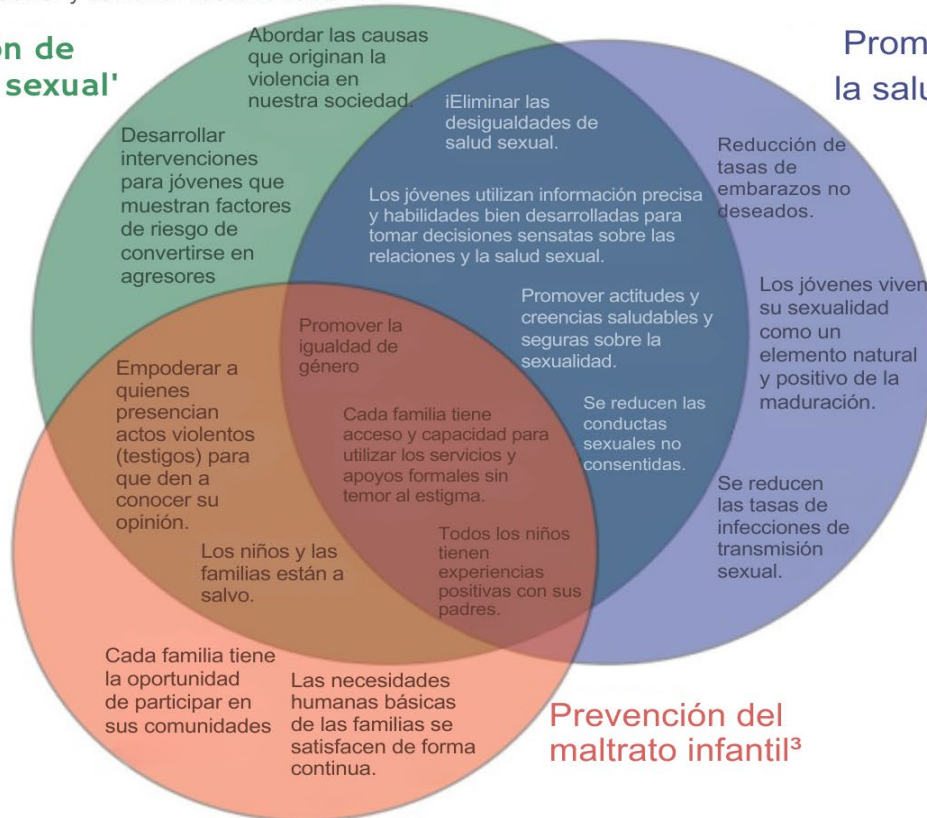 sexual'
Prom
la salu
Abordar las causas
que originan la
violencia en
nuestra sociedad.
Desarrollar
intervenciones
para jóvenes que
muestran factores
de riesgo de
convertirse en
agresores
¡Eliminar las
desigualdades de
salud sexual.
Los jóvenes utilizan información precisa
y habilidades bien desarrolladas para
tomar decisiones sensatas sobre las
relaciones y la salud sexual.
Promover actitudes y
creencias saludables y
seguras sobre la
sexualidad.
Se reducen las
conductas
sexuales no
consentidas.
Reducción de
tasas de
embarazos no
deseados.
Los jóvenes viven
su sexualidad
como un
elemento natural
y positivo de la
maduración.
Se reducen
las tasas de
infecciones de
transmisión
sexual.
Promover la
igualdad de
género
Cada familia tiene
acceso y capacidad para
utilizar los servicios y
apoyos formales sin
temor al estigma.
Todos los niños
tienen
experiencias
positivas con sus
padres.
Empoderar a
quienes
presencian
actos violentos
(testigos) para
que den a
conocer su
opinión.
Los niños y las
familias están a
salvo.
Cada familia tiene
la oportunidad
de participar en
sus comunidades
Las necesidades
humanas básicas
de las familias se
satisfacen de forma
continua.
Prevención del
maltrato infantil³